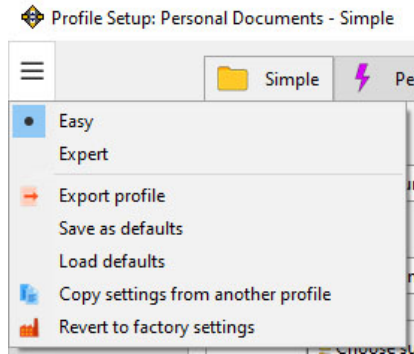 Profile Setup: Personal Documents - Simple
Simple
Easy
Expert
Export profile
Save as defaults
Load defaults
Copy settings from another profile
Revert to factory settings